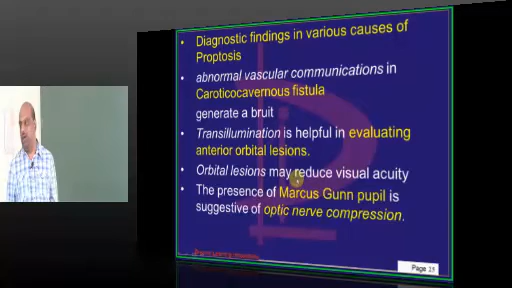 Diagnostic findings in various causes of
Proptosis
abnormal vascular communications in
Caroticocavernous fistula
generate a bruit
Transillumination is helpful in evaluating
anterior orbital lesions.
Orbital lesions may reduce visual acuity
The presence of Marcus Gunn pupil is
suggestive of optic nerve compression.